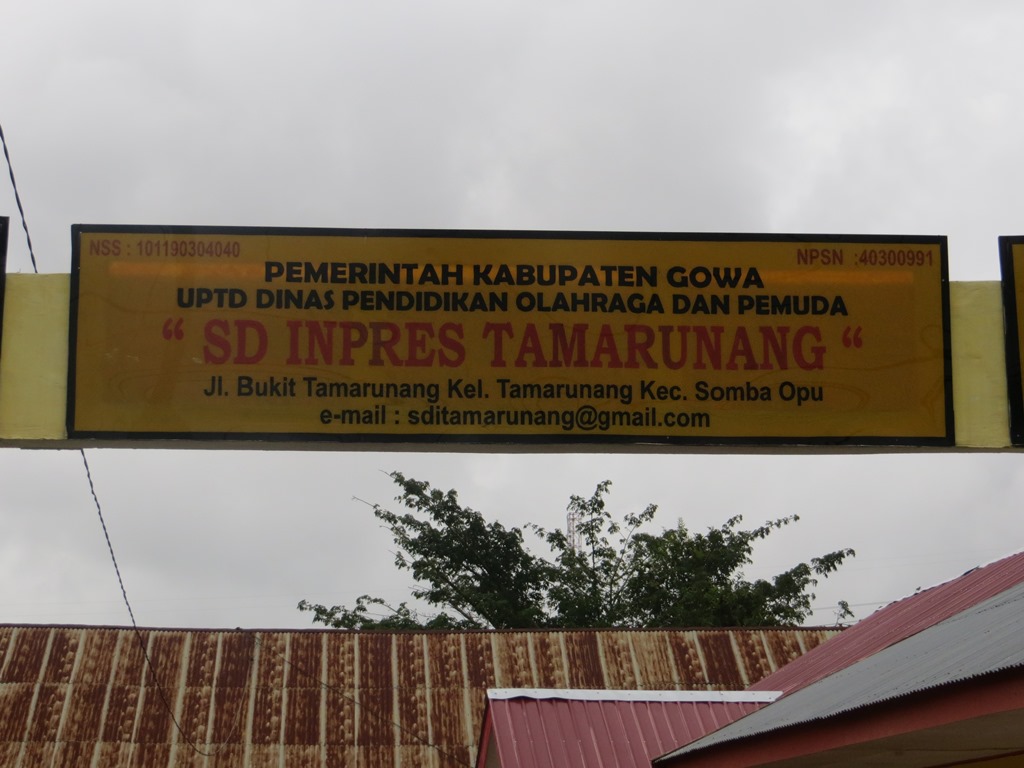 NSS : 101190304040 NPSN :40300991
PEMERINTAH KABUPATEN GOWA
UPTD DINAS PENDIDIKAN OLAHRAGA DAN PEMUDA
“ SD INPRES TAMARUNANG “
Jl. Bukit Tamarunang Kel. Tamarunang Kec. Somba Opu
e-mail : sditamarunang@gmail.com